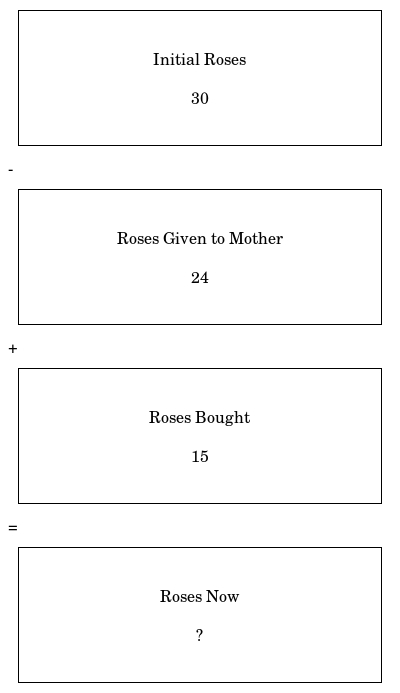 Initial Roses
30
-
Roses Given to Mother
24
+
Roses Bought
15
=
Roses Now
?